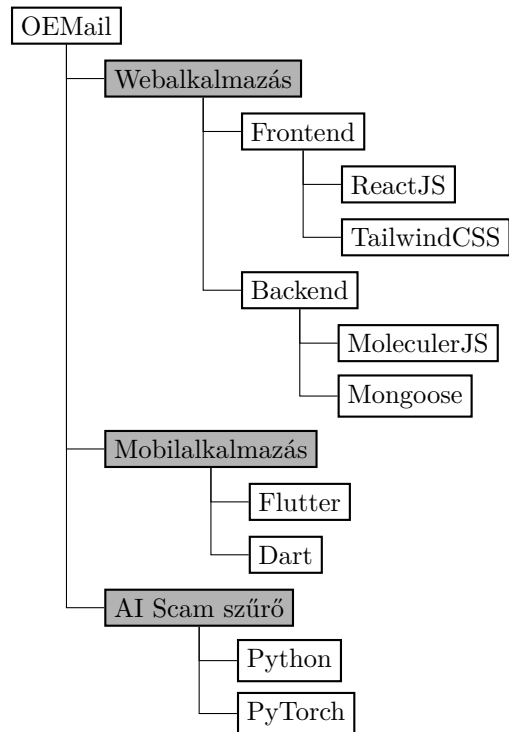 OEMail
Webalkalmazás
Frontend
ReactJS
TailwindCSS
Backend
MoleculerJS
Mongoose
Mobilalkalmazás
Flutter
Dart
AI Scam szűrő
Python
PyTorch